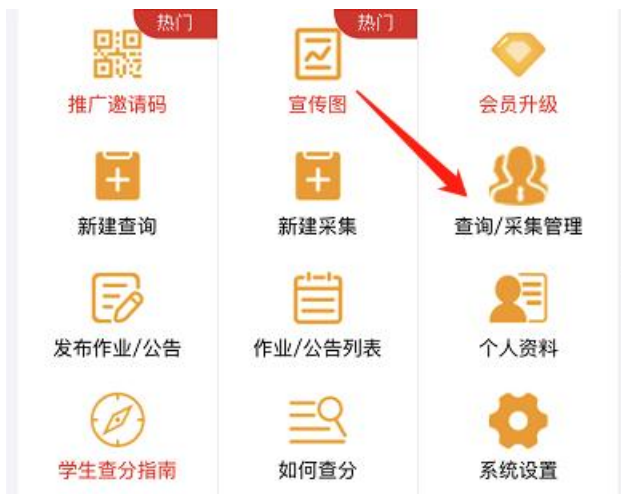 热门
热门
推广邀请码
宣传图
会员升级
新建查询
新建采集
查询/采集管理
发布作业/公告
作业/公告列表
个人资料
学生查分指南
如何查分
系统设置